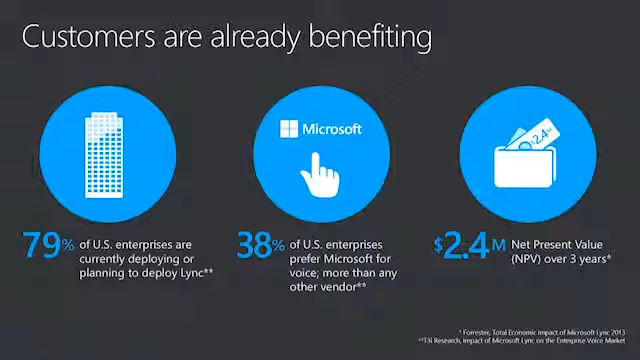 Customers are already benefiting
Microsoft
$2.4M
79% of U.S. enterprises are
currently deploying or
planning to deploy Lync**
38% of U.S. enterprises
prefer Microsoft for
voice; more than any
other vendor**
$2.4M Net Present Value
(NPV) over 3 years*
* Forrester, Total Economic Impact of Microsoft Lync 2013
**T3i Research, Impact of Microsoft Lync on the Enterprise Voice Market